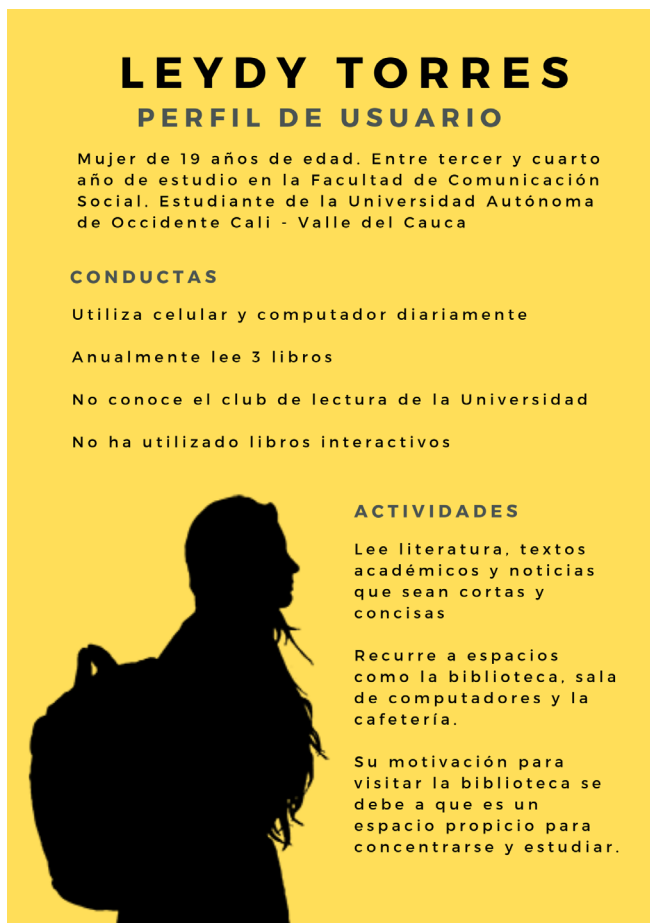 LEYDY TORRES
PERFIL DE USUARIO
Mujer de 19 años de edad. Entre tercer y cuarto
año de estudio en la Facultad de Comunicación
Social. Estudiante de la Universidad Autónoma
de Occidente Cali - Valle del Cauca
CONDUCTAS
Utiliza celular y computador diariamente
Anualmente lee 3 libros
No conoce el club de lectura de la Universidad
No ha utilizado libros interactivos
ACTIVIDADES
Lee literatura, textos
académicos y noticias
que sean cortas y
concisas
Recurre a espacios
como la biblioteca, sala
de computadores y la
cafetería.
Su motivación para
visitar la biblioteca se
debe a que es un
espacio propicio para
concentrarse y estudiar.